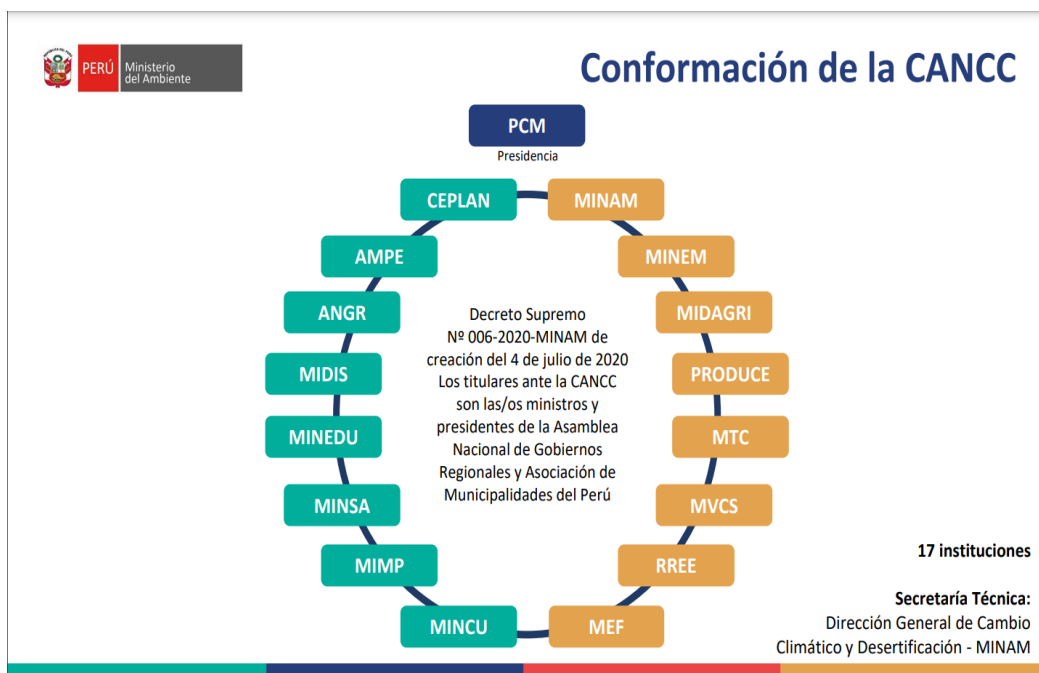 PERÚ
Ministerio
del Ambiente
Conformación de la CANCC
PCM
Presidencia
CEPLAN
MINAM
AMPE
MINEM
ANGR
MIDAGRI
MIDIS
PRODUCE
MINEDU
MTC
MINSA
MVCS
MIMP
RREE
MINCU
MEF
Decreto Supremo
Nº 006-2020-MINAM de
creación del 4 de julio de 2020
Los titulares ante la CANCC
son las/os ministros y
presidentes de la Asamblea
Nacional de Gobiernos
Regionales y Asociación de
Municipalidades del Perú
17 instituciones
Secretaría Técnica:
Dirección General de Cambio
Climático y Desertificación - MINAM